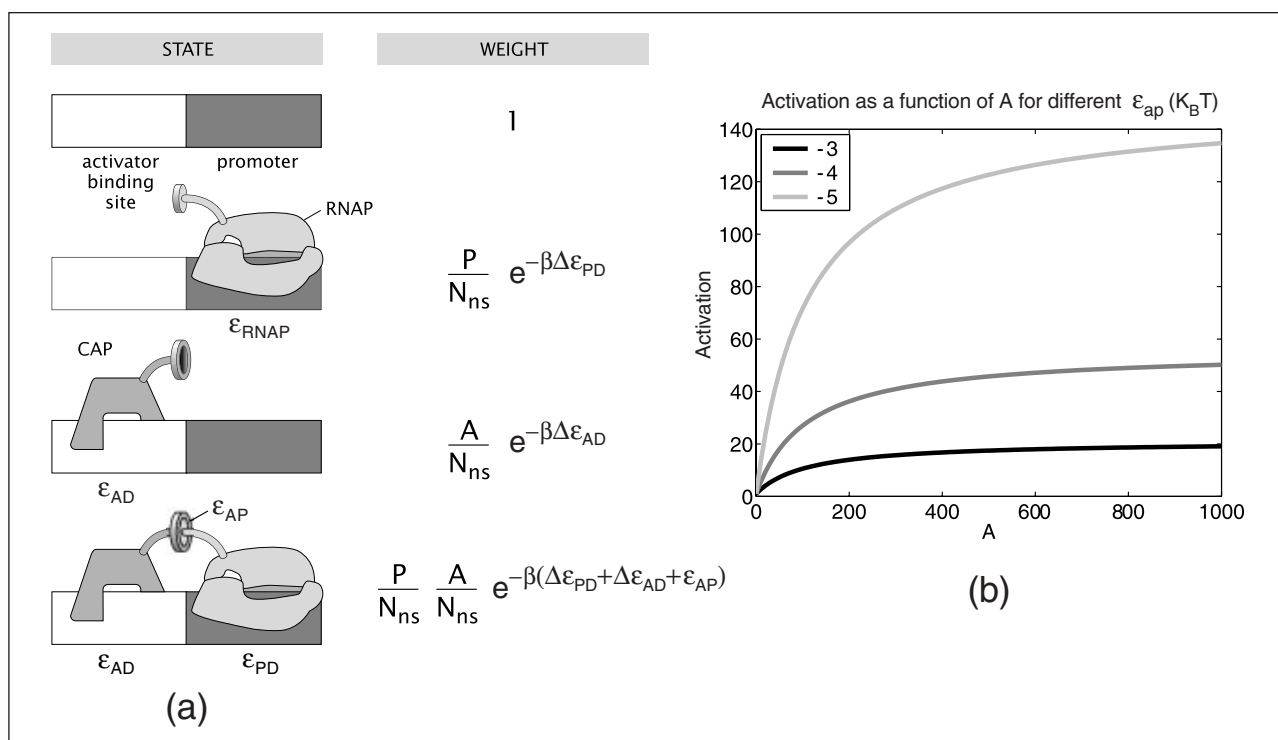 STATE WEIGHT
1
activator binding site
promoter
RNAP
P/N_ns e^{-βΔε_PD}
ε_RNAP
CAP
A/N_ns e^{-βΔε_AD}
ε_AD
ε_AP
P/N_ns A/N_ns e^{-β(Δε_PD+Δε_AD+ε_AP)}
ε_AD ε_PD
(a)
Activation as a function of A for different ε_ap (K_BT)
140
120
100
80
60
40
20
0
Activation
-3
-4
-5
0 200 400 600 800 1000
A
(b)